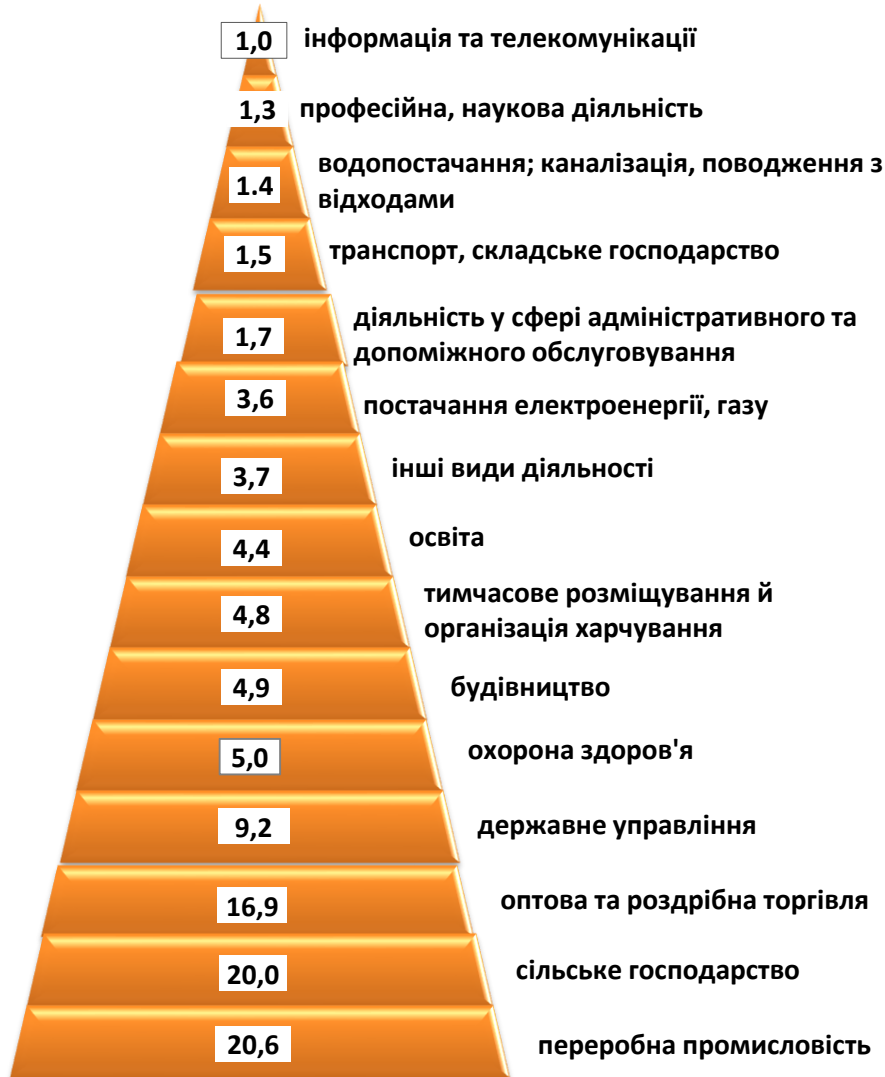 1,0 інформація та телекомунікації
1,3 професійна, наукова діяльність
1.4 водопостачання; каналізація, поводження з
відходами
1,5 транспорт, складське господарство
1,7 діяльність у сфері адміністративного та
допоміжного обслуговування
3,6 постачання електроенергії, газу
3,7 інші види діяльності
4,4 освіта
4,8 тимчасове розміщування й
організація харчування
4,9 будівництво
5,0 охорона здоров'я
9,2 державне управління
16,9 оптова та роздрібна торгівля
20,0 сільське господарство
20,6 переробна промисловість